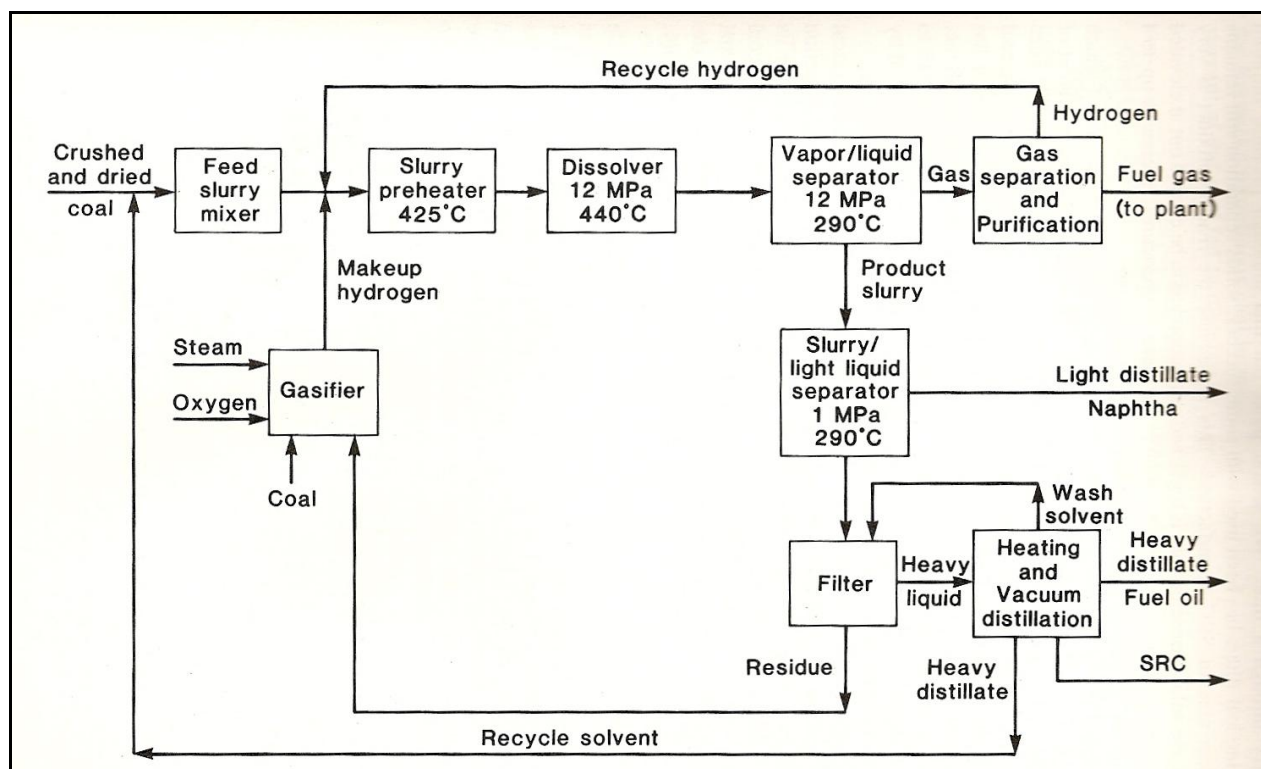 Recycle hydrogen
Hydrogen
Crushed
and dried
coal
Feed
slurry
mixer
Slurry
preheater
425°C
Dissolver
12 MPa
440°C
Vapor/liquid
separator
12 MPa
290°C
Gas
Gas
separation
and
Purification
Fuel gas
(to plant)
Makeup
hydrogen
Product
slurry
Steam
Oxygen
Gasifier
Coal
Slurry/
light liquid
separator
1 MPa
290°C
Light distillate
Naphtha
Wash
solvent
Filter
Heavy
liquid
Heating
and
Vacuum
distillation
Heavy
distillate
Fuel oil
Residue
Heavy
distillate
SRC
Recycle solvent